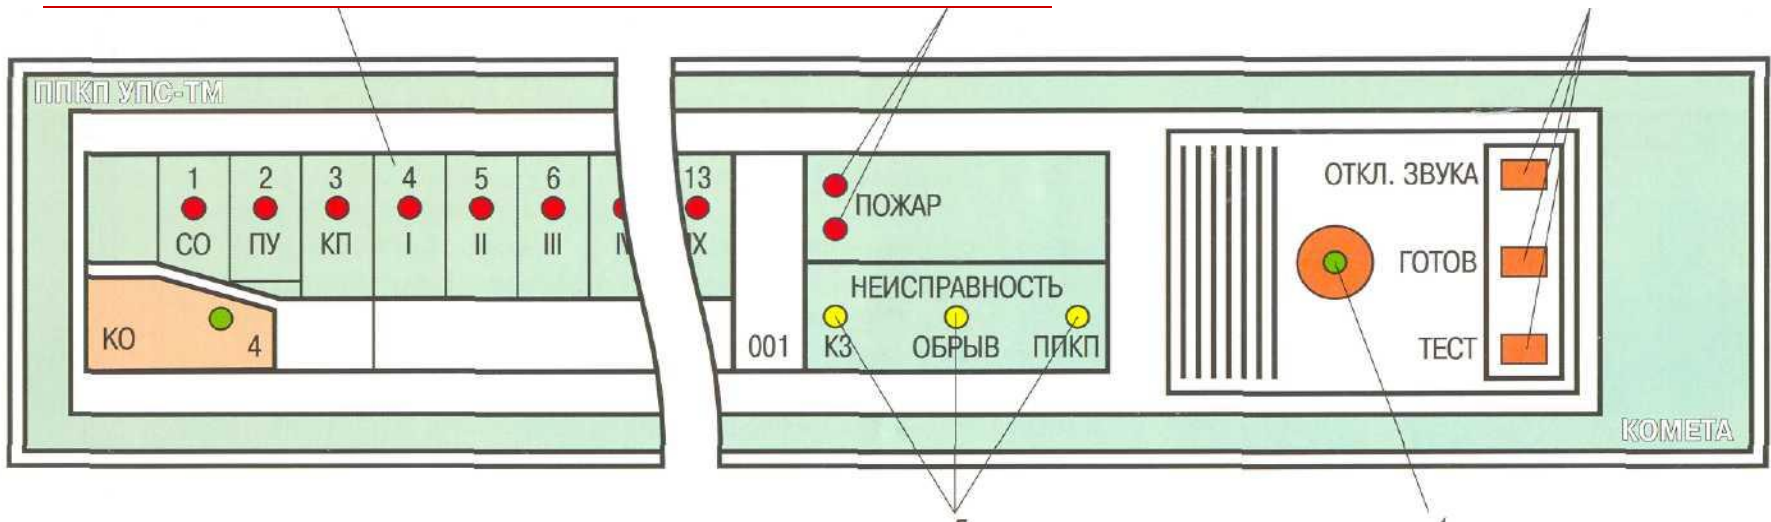 ППКП УПС-ТМ
1 2 3 4 5 6 13
СО ПУ КП I II III IX
ПОЖАР
НЕИСПРАВНОСТЬ
КО 4
001 КЗ ОБРЫВ ППКП
ОТКЛ. ЗВУКА
ГОТОВ
ТЕСТ
КОМЕТА